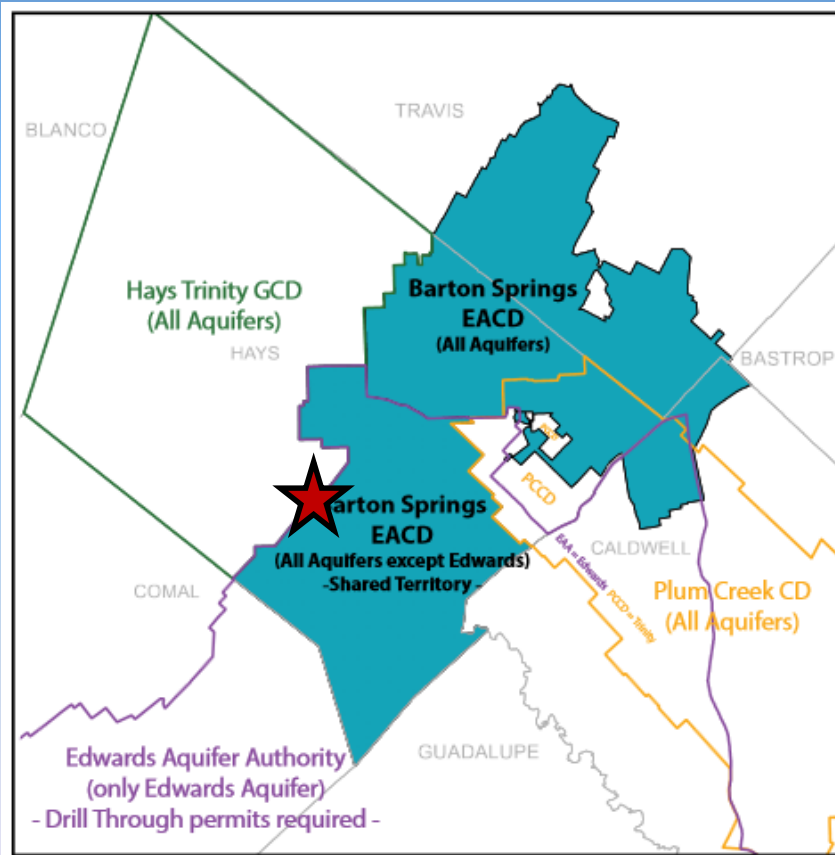 TRAVIS
BLANCO
Hays Trinity GCD
(All Aquifers)
HAYS
Barton Springs
EACD
(All Aquifers)
BASTROP
PCCD
arton Springs
EACD
(All Aquifers except Edwards)
-Shared Territory -
EAA = Edwards PCCD = Trinity
CALDWELL
COMAL
Plum Creek CD
(All Aquifers)
GUADALUPE
Edwards Aquifer Authority
(only Edwards Aquifer)
- Drill Through permits required -